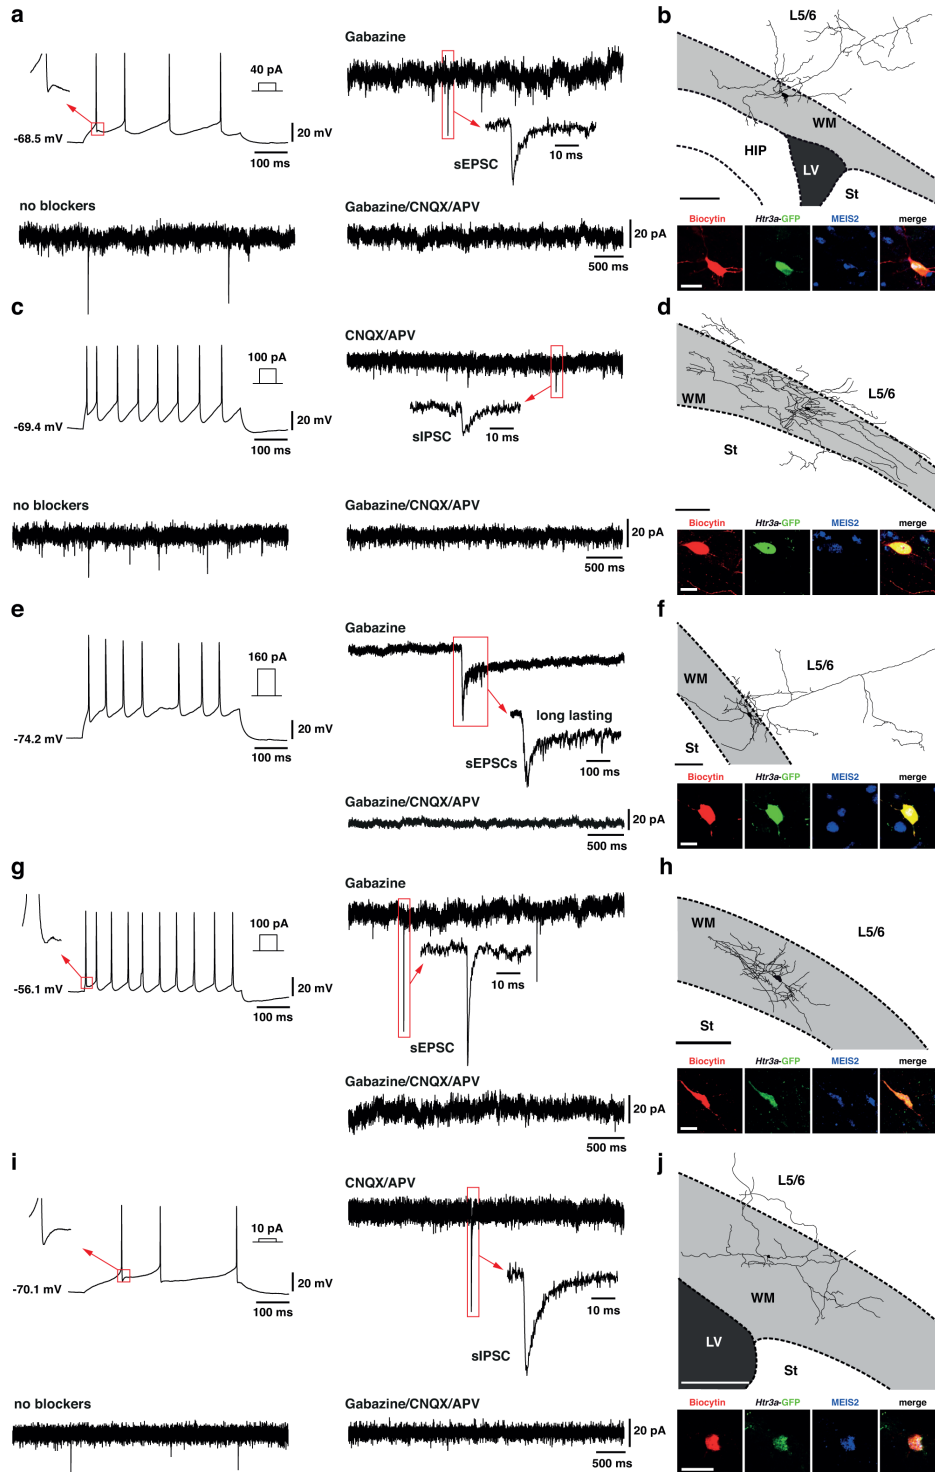 a
40 pA
-68.5 mV
20 mV
100 ms
Gabazine
sEPSC
10 ms
no blockers
Gabazine/CNQX/APV
20 pA
500 ms
b
L5/6
WM
HIP
LV
St
Biocytin
Htr3a-GFP
MEIS2
merge
c
100 pA
-69.4 mV
20 mV
100 ms
CNQX/APV
sIPSC
10 ms
no blockers
Gabazine/CNQX/APV
20 pA
500 ms
d
L5/6
WM
St
Biocytin
Htr3a-GFP
MEIS2
merge
e
160 pA
-74.2 mV
20 mV
100 ms
Gabazine
long lasting
sEPSCs
100 ms
Gabazine/CNQX/APV
20 pA
500 ms
f
L5/6
WM
St
Biocytin
Htr3a-GFP
MEIS2
merge
g
100 pA
-56.1 mV
20 mV
100 ms
Gabazine
10 ms
sEPSC
Gabazine/CNQX/APV
20 pA
500 ms
h
WM
L5/6
St
Biocytin
Htr3a-GFP
MEIS2
merge
i
10 pA
-70.1 mV
20 mV
100 ms
CNQX/APV
10 ms
sIPSC
no blockers
Gabazine/CNQX/APV
20 pA
500 ms
j
L5/6
WM
LV
St
Biocytin
Htr3a-GFP
MEIS2
merge